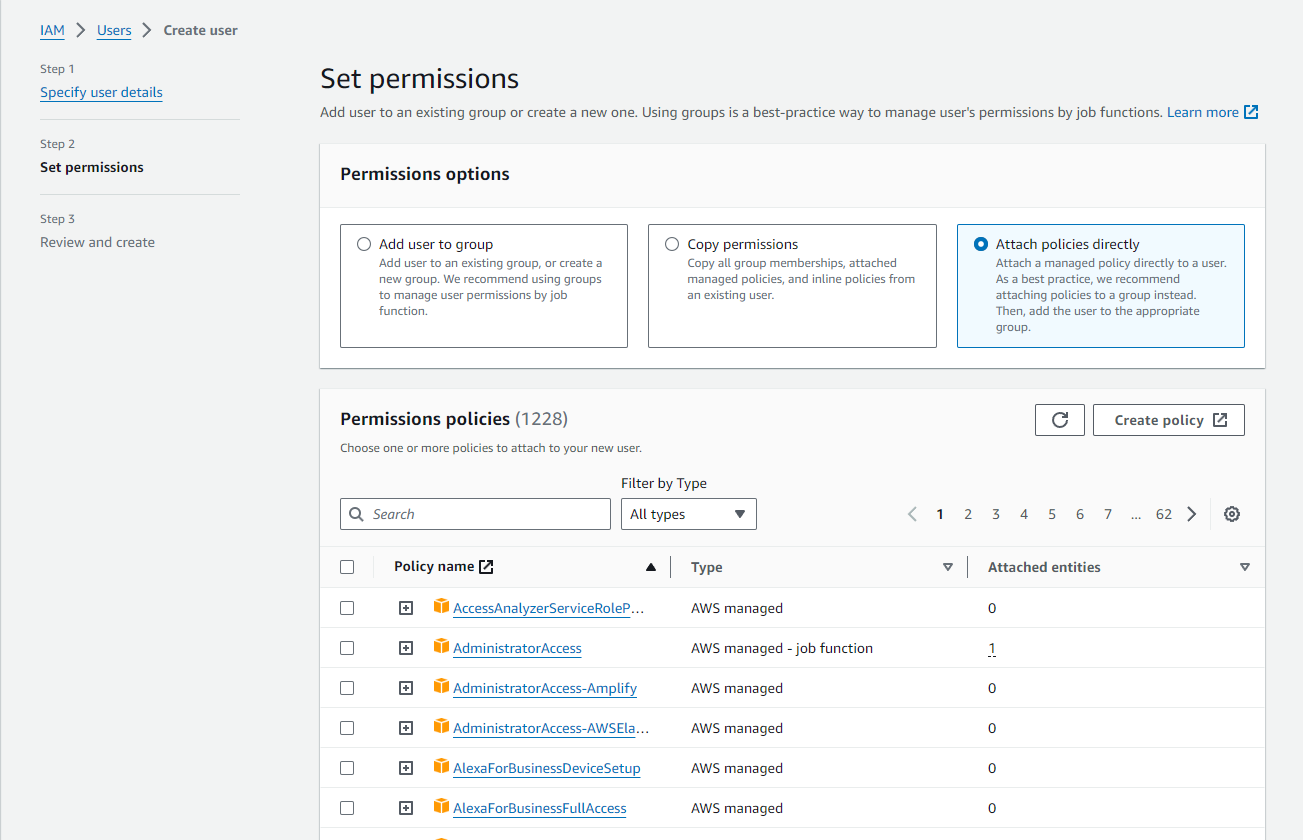 IAM Users Create user
Step 1
Specify user details
Step 2
Set permissions
Step 3
Review and create
Set permissions
Add user to an existing group or create a new one. Using groups is a best-practice way to manage user's permissions by job functions. Learn more
Permissions options
Add user to group
Add user to an existing group, or create a
new group. We recommend using groups
to manage user permissions by job
function.
Copy permissions
Copy all group memberships, attached
managed policies, and inline policies from
an existing user.
Attach policies directly
Attach a managed policy directly to a user.
As a best practice, we recommend
attaching policies to a group instead.
Then, add the user to the appropriate
group.
Permissions policies (1228)
Create policy
Choose one or more policies to attach to your new user.
Filter by Type
Search
All types
1 2 3 4 5 6 7 ... 62
Policy name Type Attached entities
AccessAnalyzerServiceRoleP... AWS managed 0
AdministratorAccess AWS managed - job function 1
AdministratorAccess-Amplify AWS managed 0
AdministratorAccess-AWSEla... AWS managed 0
AlexaForBusinessDeviceSetup AWS managed 0
AlexaForBusinessFullAccess AWS managed 0